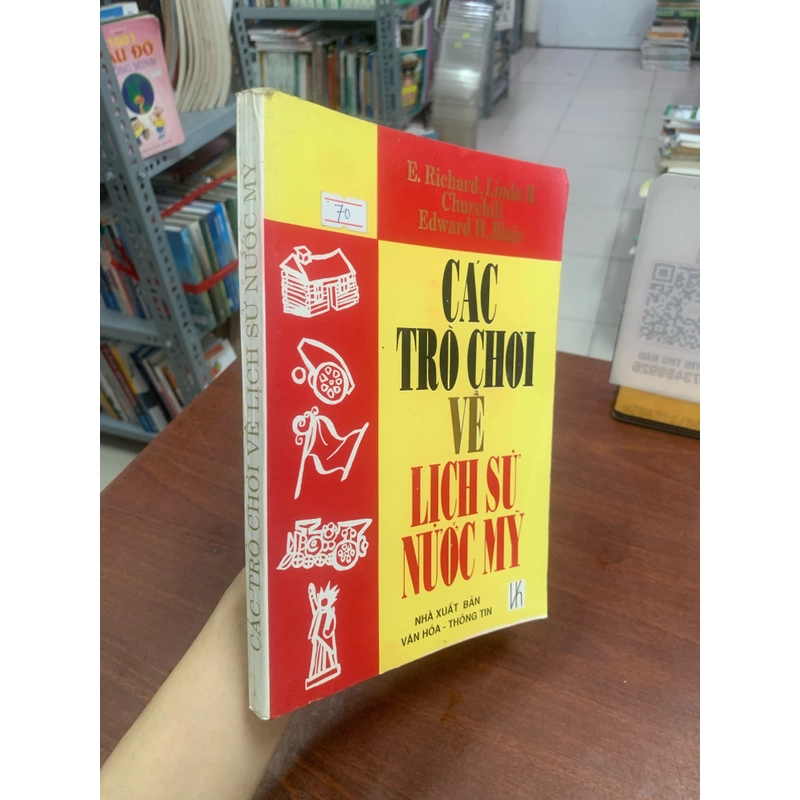 E. Richard, Linda R
Churchill
Edward H. Blair
70
CÁC
TRÒ CHƠI
VỀ
LỊCH SỬ
NƯỚC MỸ
NHÀ XUẤT BẢN
VĂN HÓA - THÔNG TIN
CÁC TRÒ CHƠI VỀ LỊCH SỬ NƯỚC MỸ